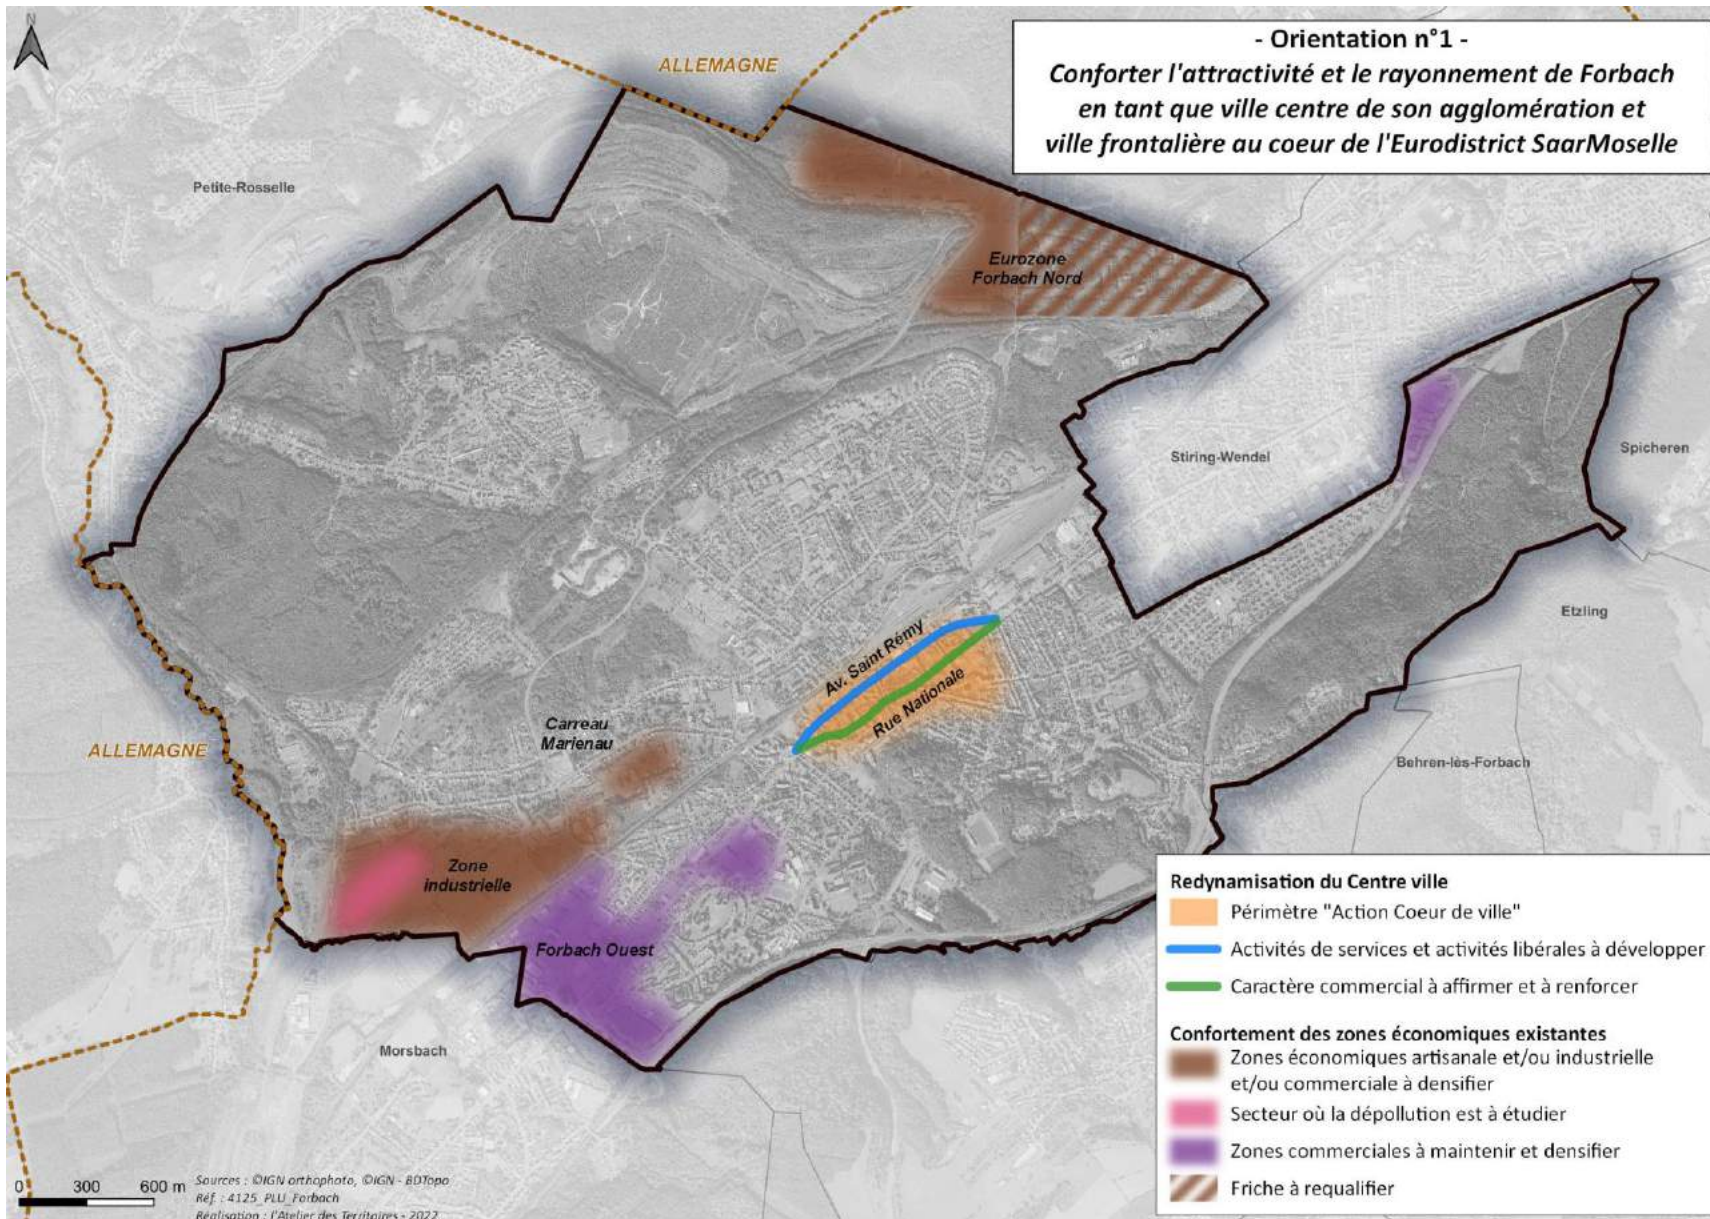 N
- Orientation n°1 -
Conforter l'attractivité et le rayonnement de Forbach
en tant que ville centre de son agglomération et
ville frontalière au coeur de l'Eurodistrict SaarMoselle
ALLEMAGNE
Petite-Rosselle
Eurozone
Forbach Nord
Stiring-Wendel
Spicheren
Etzling
Av. Saint Rémy
Rue Nationale
Carreau
Marienau
ALLEMAGNE
Behren-lès-Forbach
Zone
industrielle
Forbach Ouest
Morsbach
Redynamisation du Centre ville
Périmètre "Action Coeur de ville"
Activités de services et activités libérales à développer
Caractère commercial à affirmer et à renforcer
Confortement des zones économiques existantes
Zones économiques artisanale et/ou industrielle
et/ou commerciale à densifier
Secteur où la dépollution est à étudier
Zones commerciales à maintenir et densifier
Friche à requalifier
0 300 600 m
Sources : ©IGN orthophoto, ©IGN - BDTopo
Réf. : 4125_PLU_Forbach
Réalisation : l'Atelier des Territoires - 2022